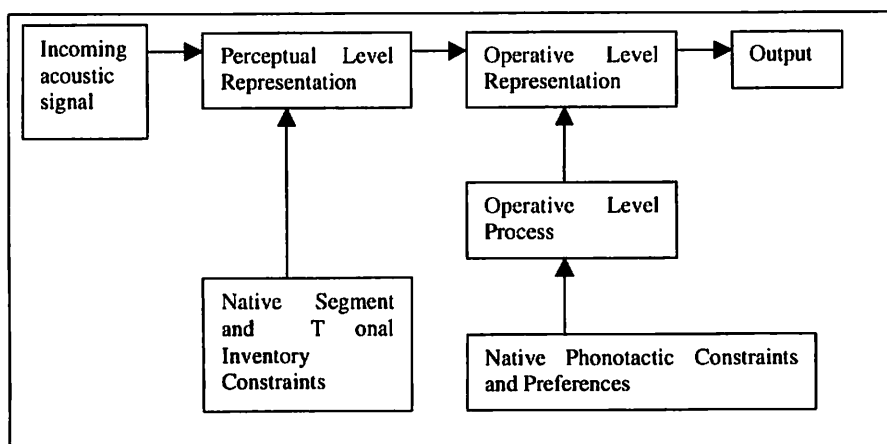 Incoming
acoustic
signal
Perceptual Level
Representation
Operative Level
Representation
Output
Operative Level
Process
Native Segment
and T onal
Inventory
Constraints
Native Phonotactic Constraints
and Preferences